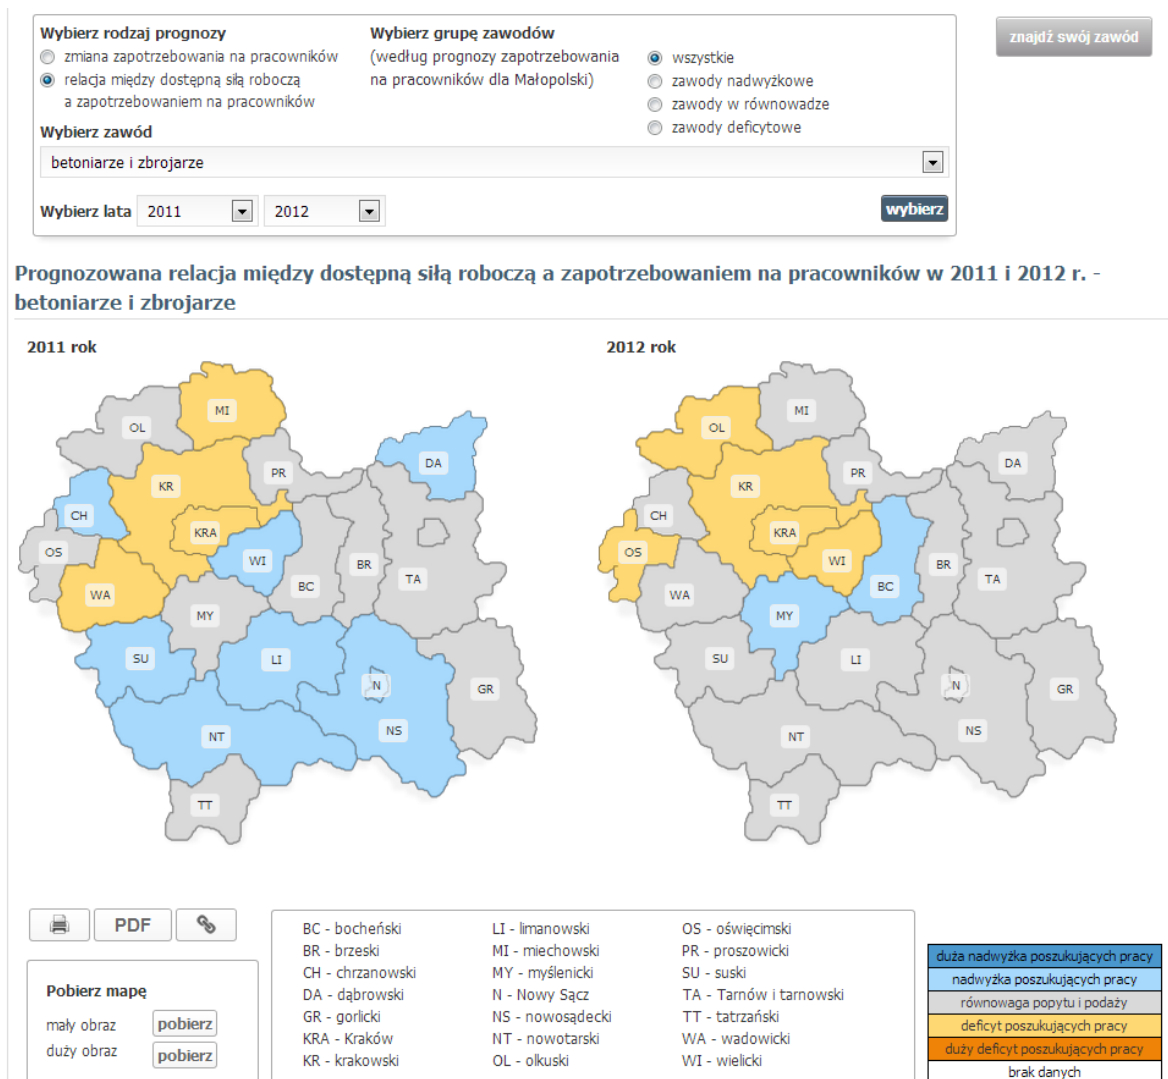 Wybierz rodzaj prognozy
zmiana zapotrzebowania na pracowników
relacja między dostępną siłą roboczą
a zapotrzebowaniem na pracowników
Wybierz grupę zawodów
(według prognozy zapotrzebowania
na pracowników dla Małopolski)
wszystkie
zawody nadwyżkowe
zawody w równowadze
zawody deficytowe
znajdź swój zawód
Wybierz zawód
betoniarze i zbrojarze
Wybierz lata 2011 2012
wybierz
Prognozowana relacja między dostępną siłą roboczą a zapotrzebowaniem na pracowników w 2011 i 2012 r. -
betoniarze i zbrojarze
2011 rok
MI
OL
DA
PR
KR
CH
KRA
OS
WI
BR
TA
BC
WA
MY
SU
LI
N
GR
NS
NT
TT
2012 rok
MI
OL
DA
PR
KR
CH
KRA
OS
WI
BR
TA
BC
WA
MY
SU
LI
N
GR
NS
NT
TT
PDF
Pobierz mapę
mały obraz pobierz
duży obraz pobierz
BC - bocheński
BR - brzeski
CH - chrzanowski
DA - dąbrowski
GR - gorlicki
KRA - Kraków
KR - krakowski
LI - limanowski
MI - miechowski
MY - myślenicki
N - Nowy Sącz
NS - nowosądecki
NT - nowotarski
OL - olkuski
OS - oświęcimski
PR - proszowicki
SU - suski
TA - Tarnów i tarnowski
TT - tatrzański
WA - wadowicki
WI - wielicki
duża nadwyżka poszukujących pracy
nadwyżka poszukujących pracy
równowaga popytu i podaży
deficyt poszukujących pracy
duży deficyt poszukujących pracy
brak danych